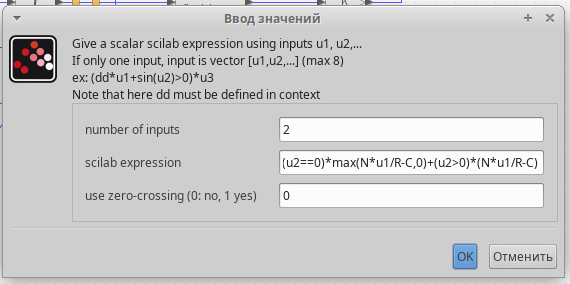 Ввод значений
Give a scalar scilab expression using inputs u1, u2,...
If only one input, input is vector [u1,u2,...] (max 8)
ex: (dd*u1+sin(u2)>0)*u3
Note that here dd must be defined in context
number of inputs 2
scilab expression (u2==0)*max(N*u1/R-C,0)+(u2>0)*(N*u1/R-C)
use zero-crossing (0: no, 1 yes) 0
OK Отменить